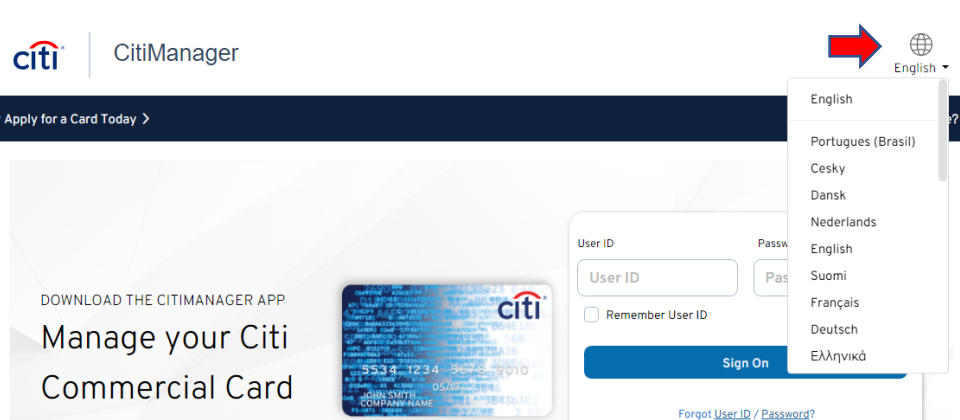 citi
CitiManager
English
Apply for a Card Today
e?
English
Portugues (Brasil)
Cesky
Dansk
Nederlands
English
Suomi
Français
Deutsch
Ελληνικά
User ID
Passw
User ID
Pas
Remember User ID
Sign On
Forgot User ID / Password?
DOWNLOAD THE CITIMANAGER APP
Manage your Citi
Commercial Card
citi
5534 1234 5678 9010
JOHN SMITH
COMPANY NAME